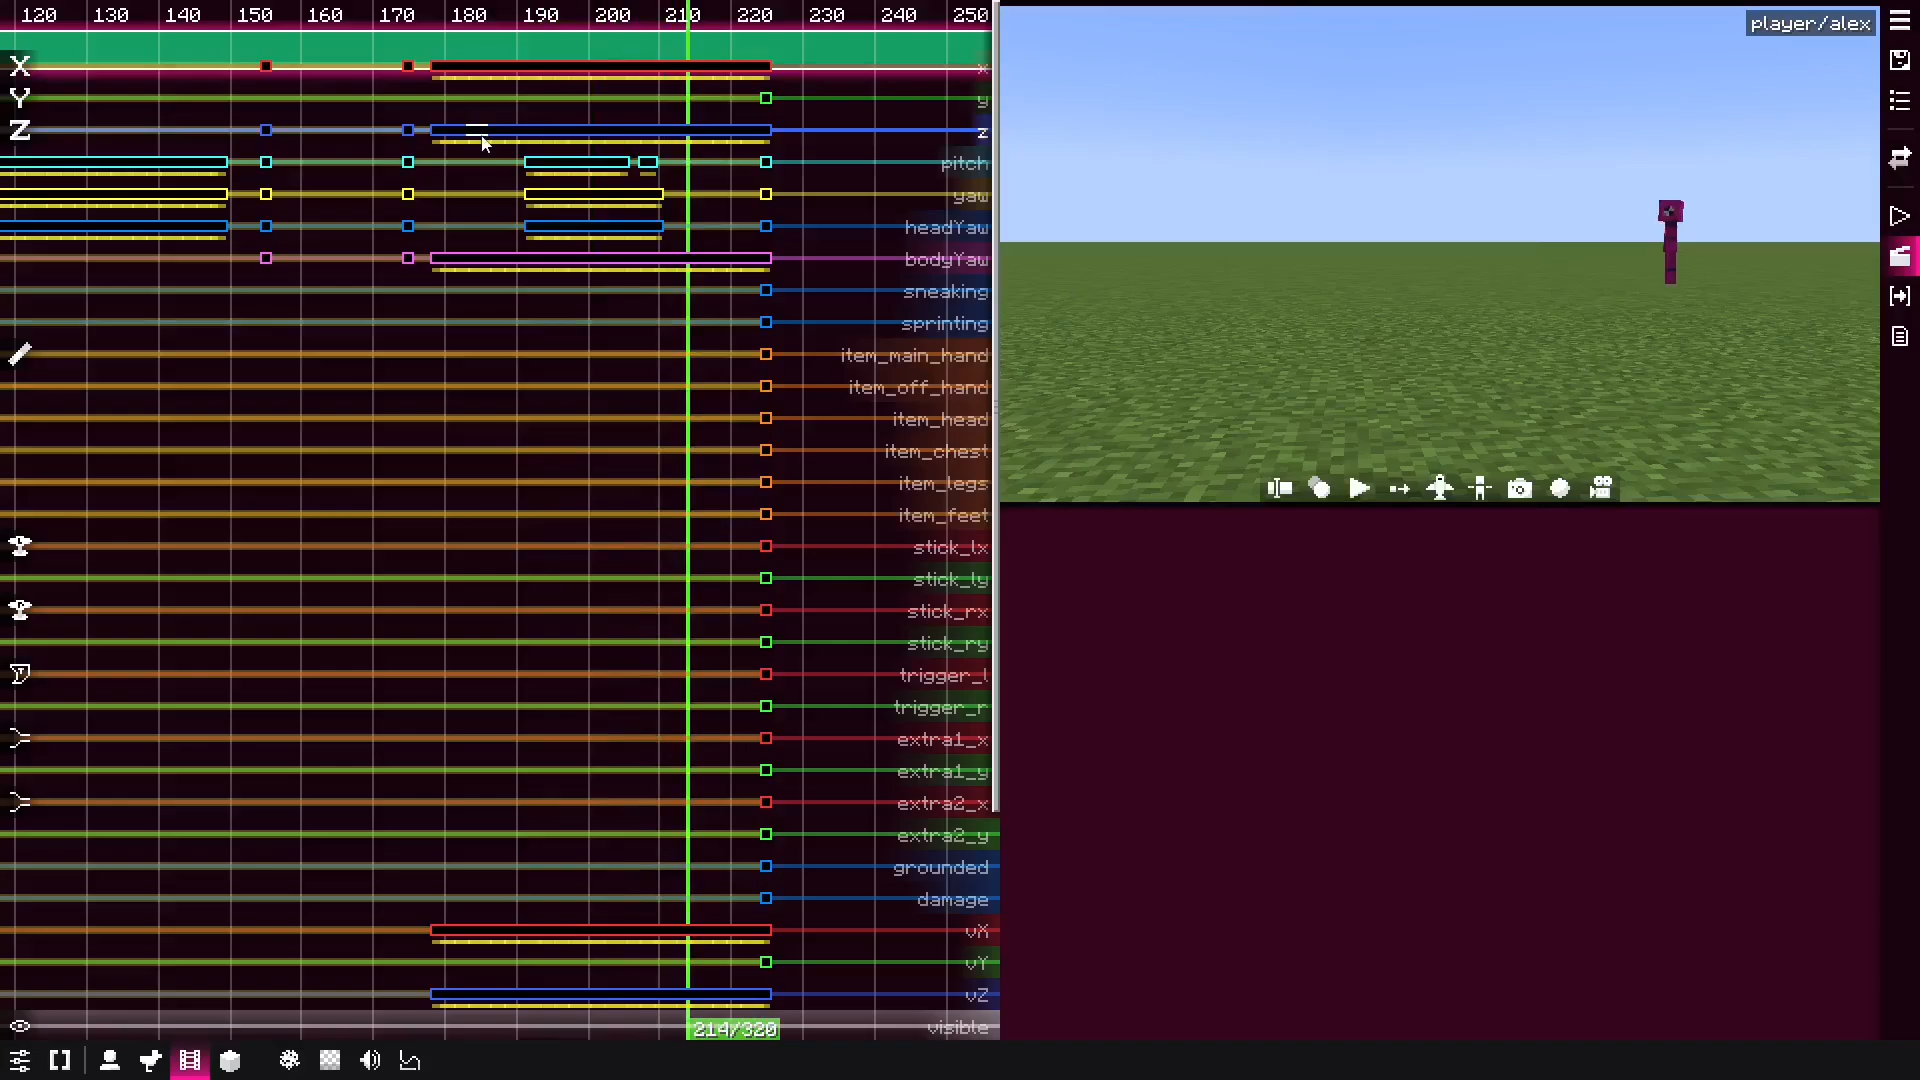 120 130 140 150 160 170 180 190 200 210 220 230 240 250
player/alex
X x
Y y
Z z
pitch
yaw
headYaw
bodyYaw
sneaking
sprinting
item_main_hand
item_off_hand
item_head
item_chest
item_legs
item_feet
stick_lx
stick_ly
stick_rx
stick_ry
trigger_l
trigger_r
extra1_x
extra1_y
extra2_x
extra2_y
grounded
damage
vX
vY
vZ
214/320 visible